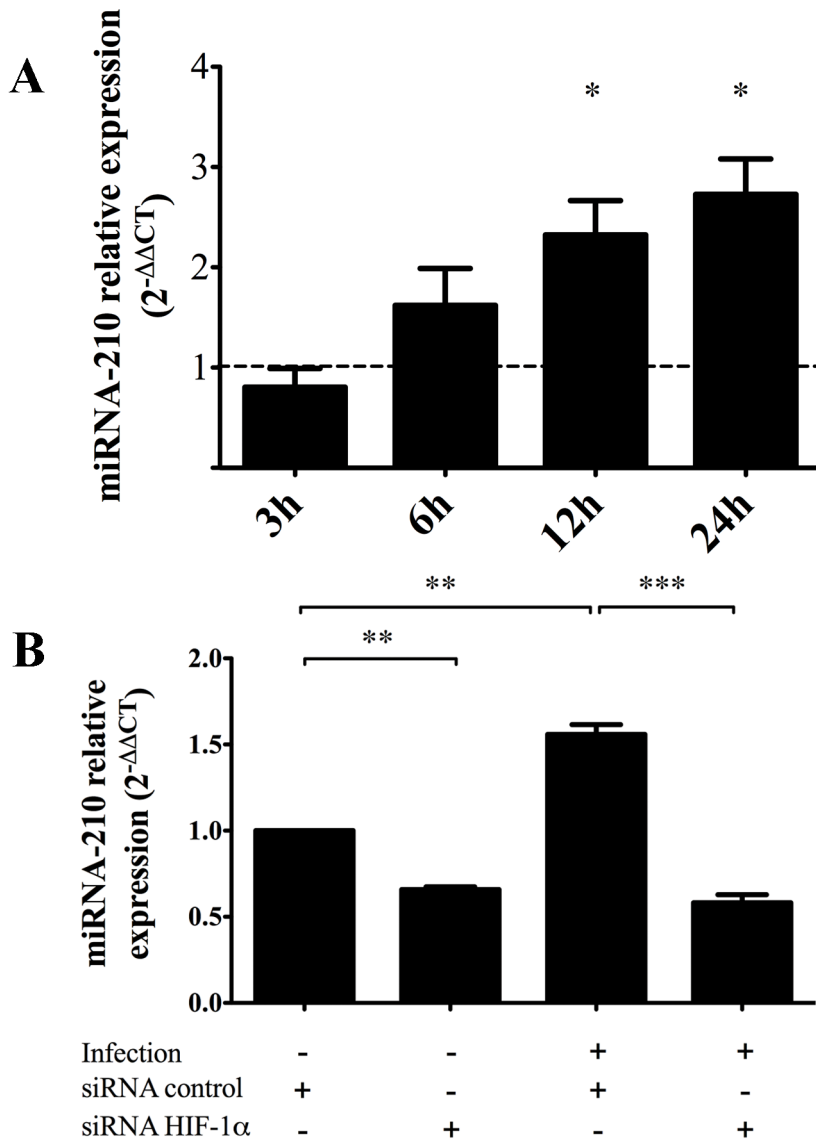 A
miRNA-210 relative expression
(2-ΔΔCT)
4
3
2
1
* *
3h 6h 12h 24h
B
miRNA-210 relative
expression (2-ΔΔCT)
** ***
**
2.0
1.5
1.0
0.5
0.0
Infection - - + +
siRNA control + - + -
siRNA HIF-1α - + - +